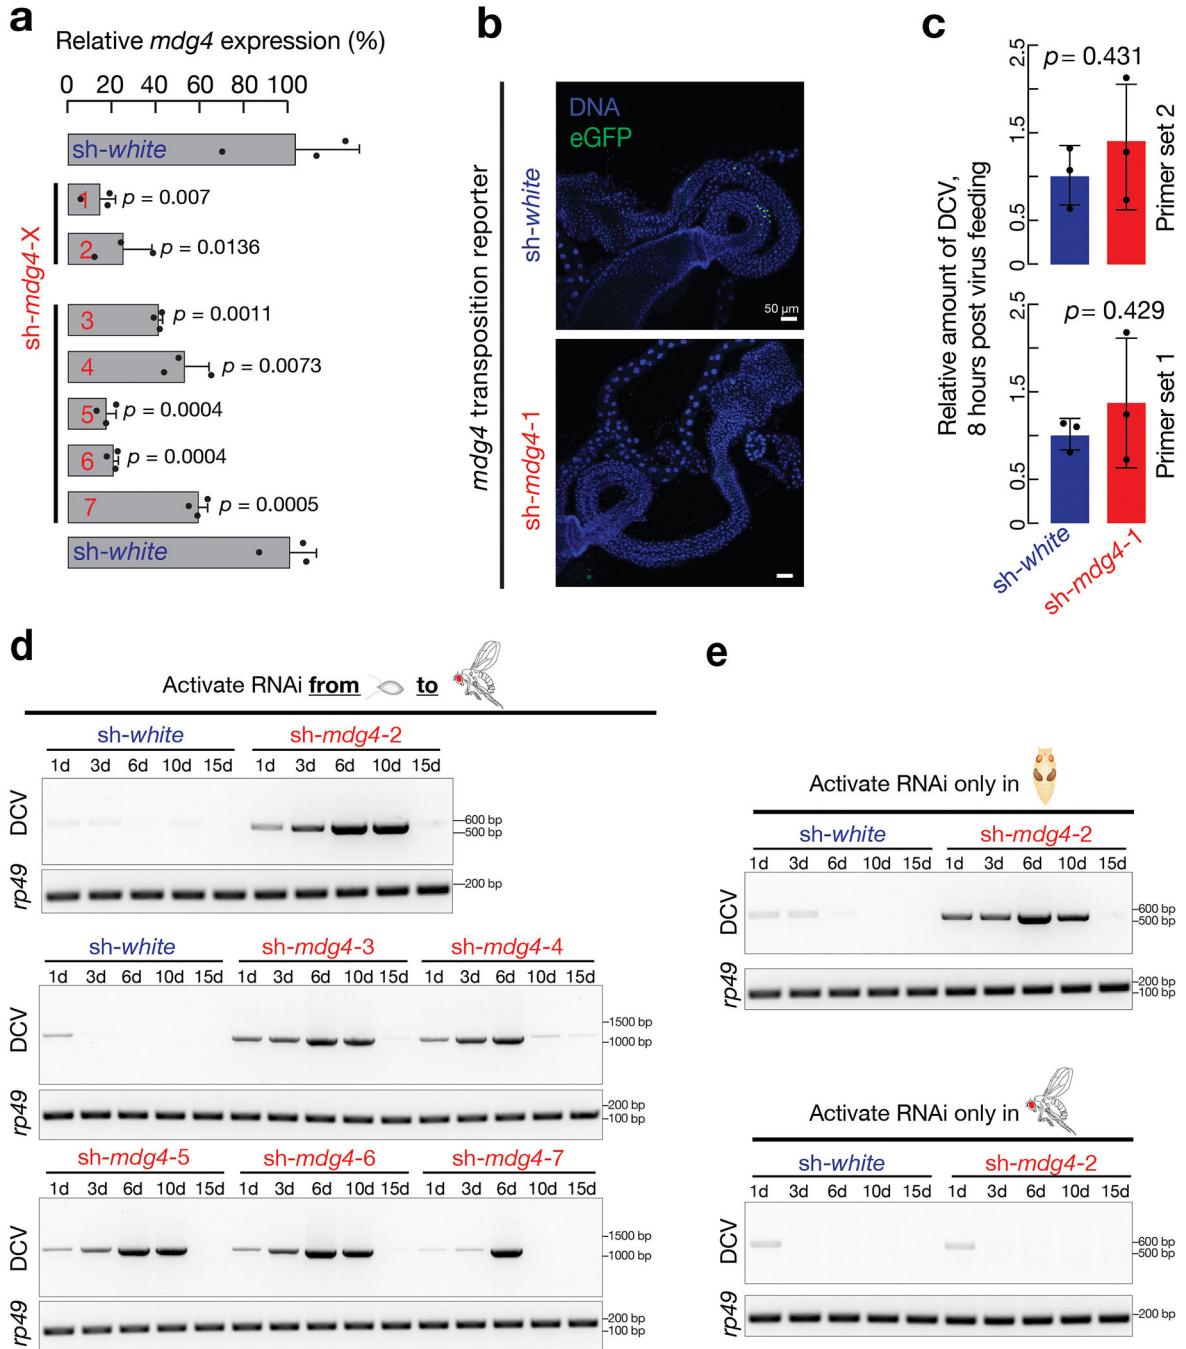 a
Relative mdg4 expression (%)
0 20 40 60 80 100
sh-white
sh-mdg4-X
1 p = 0.007
2 p = 0.0136
3 p = 0.0011
4 p = 0.0073
5 p = 0.0004
6 p = 0.0004
7 p = 0.0005
sh-white
b
mdg4 transposition reporter
sh-white
DNA
eGFP
50 µm
sh-mdg4-1
c
Relative amount of DCV,
8 hours post virus feeding
2.5
1.5
0.5
0
p= 0.431
Primer set 2
2.5
1.5
0.5
0
p= 0.429
Primer set 1
sh-white
sh-mdg4-1
d
Activate RNAi from to
sh-white sh-mdg4-2
1d 3d 6d 10d 15d 1d 3d 6d 10d 15d
DCV
600 bp
500 bp
rp49
200 bp
sh-white sh-mdg4-3 sh-mdg4-4
1d 3d 6d 10d 15d 1d 3d 6d 10d 15d 1d 3d 6d 10d 15d
DCV
1500 bp
1000 bp
rp49
200 bp
100 bp
sh-mdg4-5 sh-mdg4-6 sh-mdg4-7
1d 3d 6d 10d 15d 1d 3d 6d 10d 15d 1d 3d 6d 10d 15d
DCV
1500 bp
1000 bp
rp49
200 bp
100 bp
e
Activate RNAi only in
sh-white sh-mdg4-2
1d 3d 6d 10d 15d 1d 3d 6d 10d 15d
DCV
600 bp
500 bp
rp49
200 bp
100 bp
Activate RNAi only in
sh-white sh-mdg4-2
1d 3d 6d 10d 15d 1d 3d 6d 10d 15d
DCV
600 bp
500 bp
rp49
200 bp